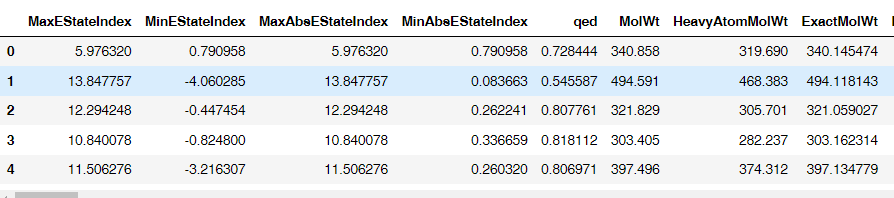 MaxEStateIndex MinEStateIndex MaxAbsEStateIndex MinAbsEStateIndex qed MolWt HeavyAtomMolWt ExactMolWt
0 5.976320 0.790958 5.976320 0.790958 0.728444 340.858 319.690 340.145474
1 13.847757 -4.060285 13.847757 0.083663 0.545587 494.591 468.383 494.118143
2 12.294248 -0.447454 12.294248 0.262241 0.807761 321.829 305.701 321.059027
3 10.840078 -0.824800 10.840078 0.336659 0.818112 303.405 282.237 303.162314
4 11.506276 -3.216307 11.506276 0.260320 0.806971 397.496 374.312 397.134779